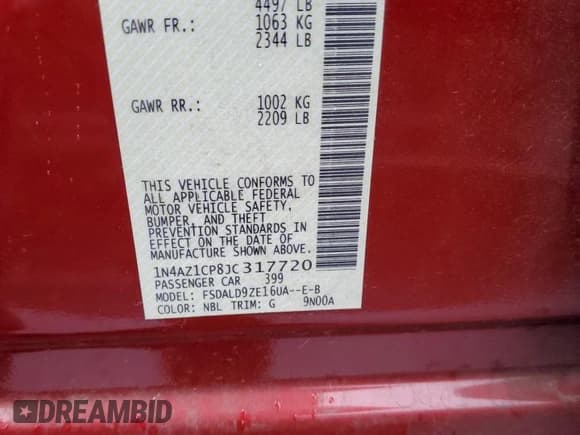 4497 LB
GAWR FR.: 1063 KG
2344 LB
GAWR RR.: 1002 KG
2209 LB
THIS VEHICLE CONFORMS TO
ALL APPLICABLE FEDERAL
MOTOR VEHICLE SAFETY,
BUMPER, AND THEFT
PREVENTION STANDARDS IN
EFFECT ON THE DATE OF
MANUFACTURE SHOWN ABOVE.
1N4AZ1CP8JC317720
PASSENGER CAR 399
MODEL: FSDALD9ZE16UA--E-B
COLOR: NBL TRIM: G 9N00A
DREAMBID